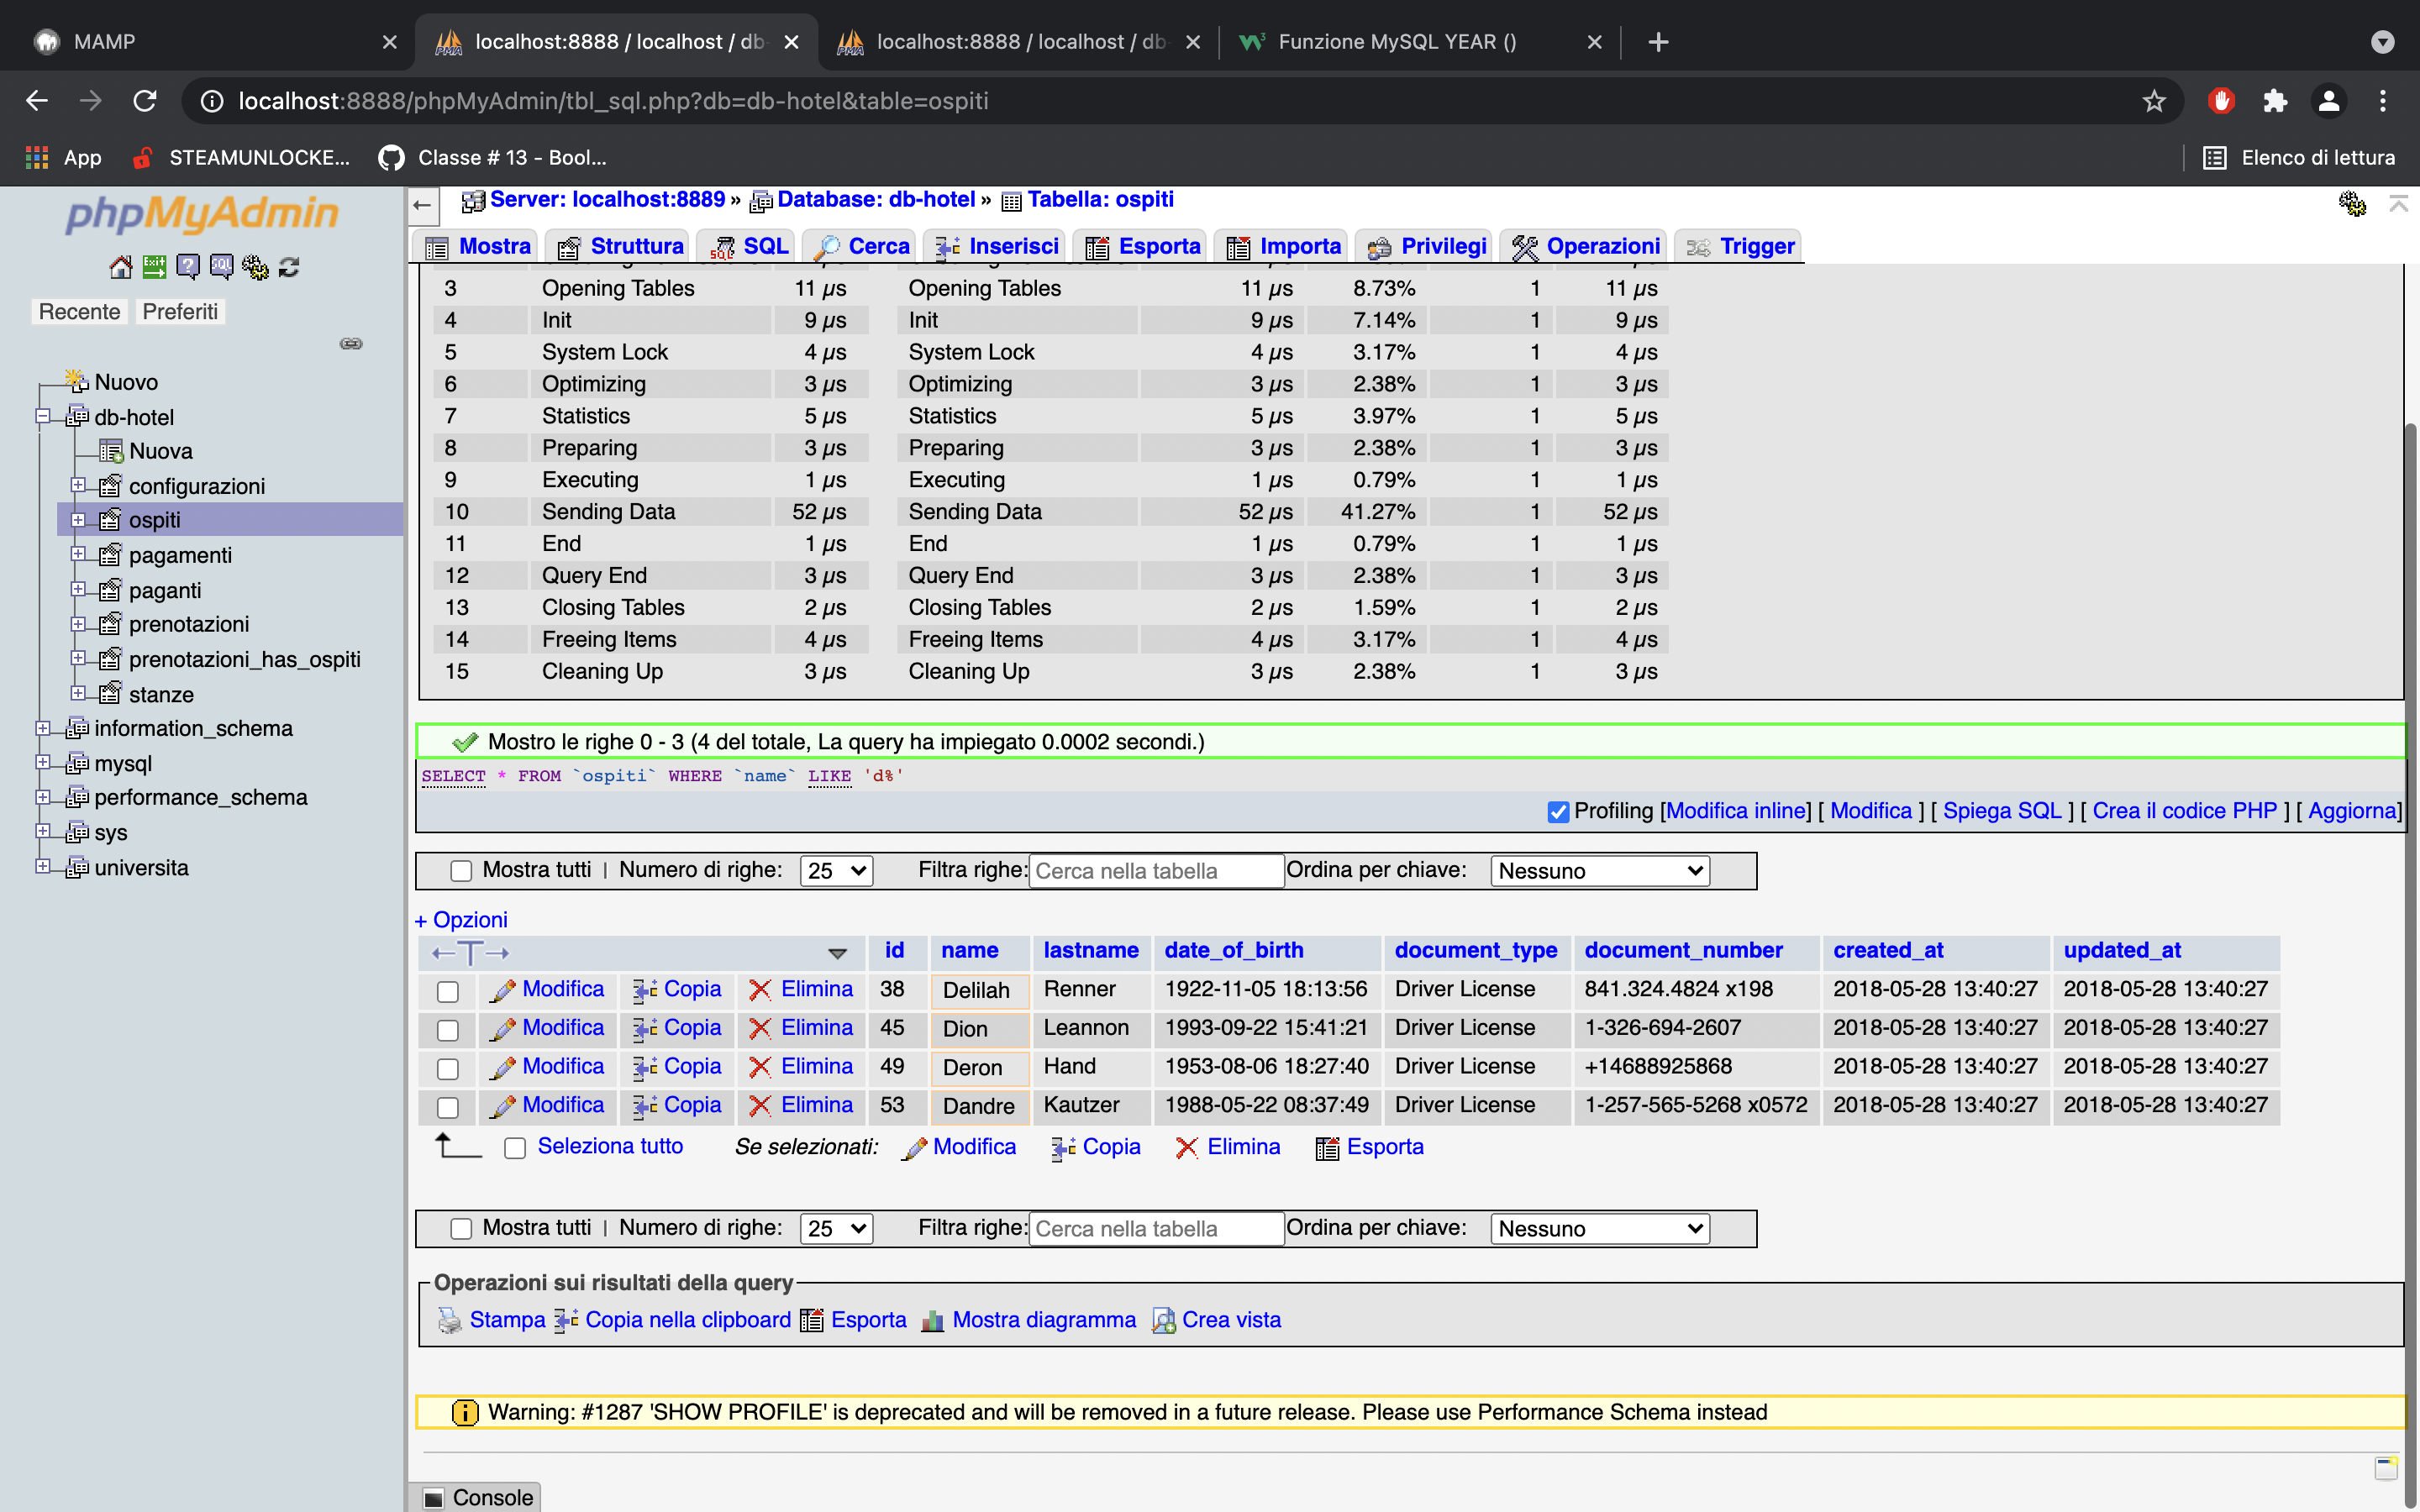 MAMP
localhost:8888 / localhost / db-
localhost:8888 / localhost / db-
Funzione MySQL YEAR ()
localhost:8888/phpMyAdmin/tbl_sql.php?db=db-hotel&table=ospiti
App
STEAMUNLOCKE...
Classe # 13 - Bool...
Elenco di lettura
phpMyAdmin
Recente
Preferiti
Nuovo
db-hotel
Nuova
configurazioni
ospiti
pagamenti
paganti
prenotazioni
prenotazioni_has_ospiti
stanze
information_schema
mysql
performance_schema
sys
universita
Server: localhost:8889 » Database: db-hotel » Tabella: ospiti
Mostra Struttura SQL Cerca Inserisci Esporta Importa Privilegi Operazioni Trigger
3 Opening Tables 11 µs Opening Tables 11 µs 8.73% 1 11 µs
4 Init 9 µs Init 9 µs 7.14% 1 9 µs
5 System Lock 4 µs System Lock 4 µs 3.17% 1 4 µs
6 Optimizing 3 µs Optimizing 3 µs 2.38% 1 3 µs
7 Statistics 5 µs Statistics 5 µs 3.97% 1 5 µs
8 Preparing 3 µs Preparing 3 µs 2.38% 1 3 µs
9 Executing 1 µs Executing 1 µs 0.79% 1 1 µs
10 Sending Data 52 µs Sending Data 52 µs 41.27% 1 52 µs
11 End 1 µs End 1 µs 0.79% 1 1 µs
12 Query End 3 µs Query End 3 µs 2.38% 1 3 µs
13 Closing Tables 2 µs Closing Tables 2 µs 1.59% 1 2 µs
14 Freeing Items 4 µs Freeing Items 4 µs 3.17% 1 4 µs
15 Cleaning Up 3 µs Cleaning Up 3 µs 2.38% 1 3 µs
Mostro le righe 0 - 3 (4 del totale, La query ha impiegato 0.0002 secondi.)
SELECT * FROM `ospiti` WHERE `name` LIKE 'd%'
Profiling [Modifica inline] [ Modifica ] [ Spiega SQL ] [ Crea il codice PHP ] [ Aggiorna]
Mostra tutti | Numero di righe: 25 Filtra righe: Cerca nella tabella Ordina per chiave: Nessuno
+ Opzioni
←T→ id name lastname date_of_birth document_type document_number created_at updated_at
Modifica Copia Elimina 38 Delilah Renner 1922-11-05 18:13:56 Driver License 841.324.4824 x198 2018-05-28 13:40:27 2018-05-28 13:40:27
Modifica Copia Elimina 45 Dion Leannon 1993-09-22 15:41:21 Driver License 1-326-694-2607 2018-05-28 13:40:27 2018-05-28 13:40:27
Modifica Copia Elimina 49 Deron Hand 1953-08-06 18:27:40 Driver License +14688925868 2018-05-28 13:40:27 2018-05-28 13:40:27
Modifica Copia Elimina 53 Dandre Kautzer 1988-05-22 08:37:49 Driver License 1-257-565-5268 x0572 2018-05-28 13:40:27 2018-05-28 13:40:27
Seleziona tutto Se selezionati: Modifica Copia Elimina Esporta
Mostra tutti | Numero di righe: 25 Filtra righe: Cerca nella tabella Ordina per chiave: Nessuno
Operazioni sui risultati della query
Stampa Copia nella clipboard Esporta Mostra diagramma Crea vista
Warning: #1287 'SHOW PROFILE' is deprecated and will be removed in a future release. Please use Performance Schema instead
Console